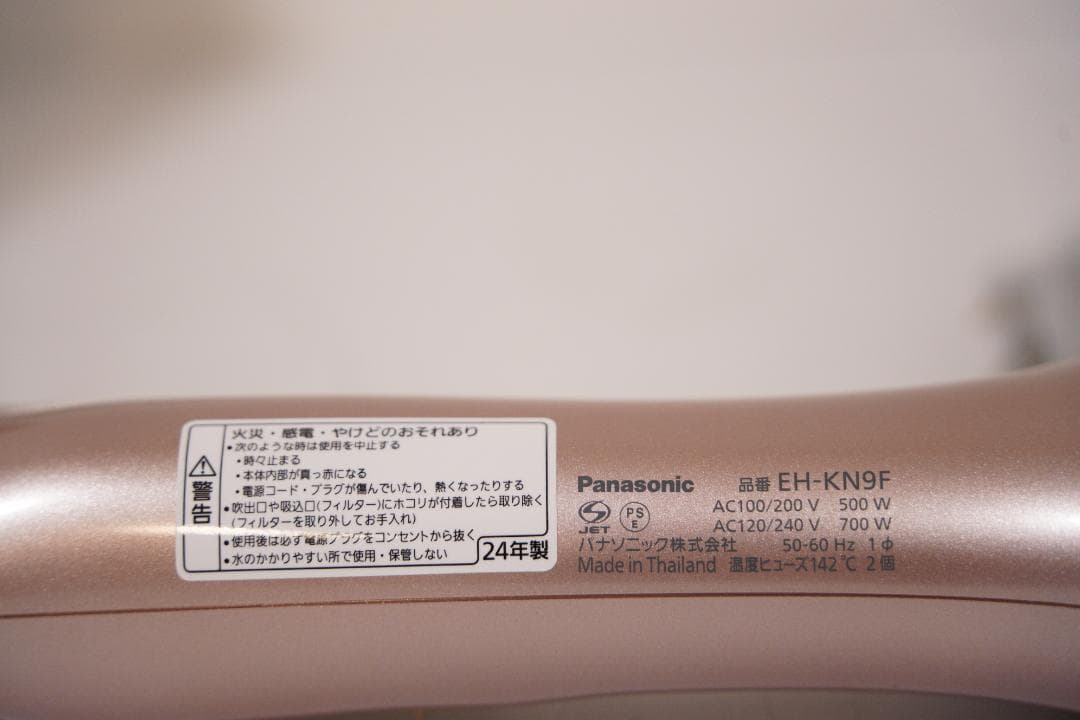 警告
火災・感電・やけどのおそれあり
•次のような時は使用を中止する
•時々止まる
•本体内部が真っ赤になる
•電源コード・プラグが傷んでいたり、熱くなったりする
•吹出口や吸込口(フィルター)にホコリが付着したら取り除く
(フィルターを取り外してお手入れ)
•使用後は必ず電源プラグをコンセントから抜く
•水のかかりやすい所で使用・保管しない
24年製
Panasonic 品番 EH-KN9F
JET PS E AC100/200 V 500 W
AC120/240 V 700 W
パナソニック株式会社 50-60 Hz 1ϕ
Made in Thailand 温度ヒューズ142℃ 2個